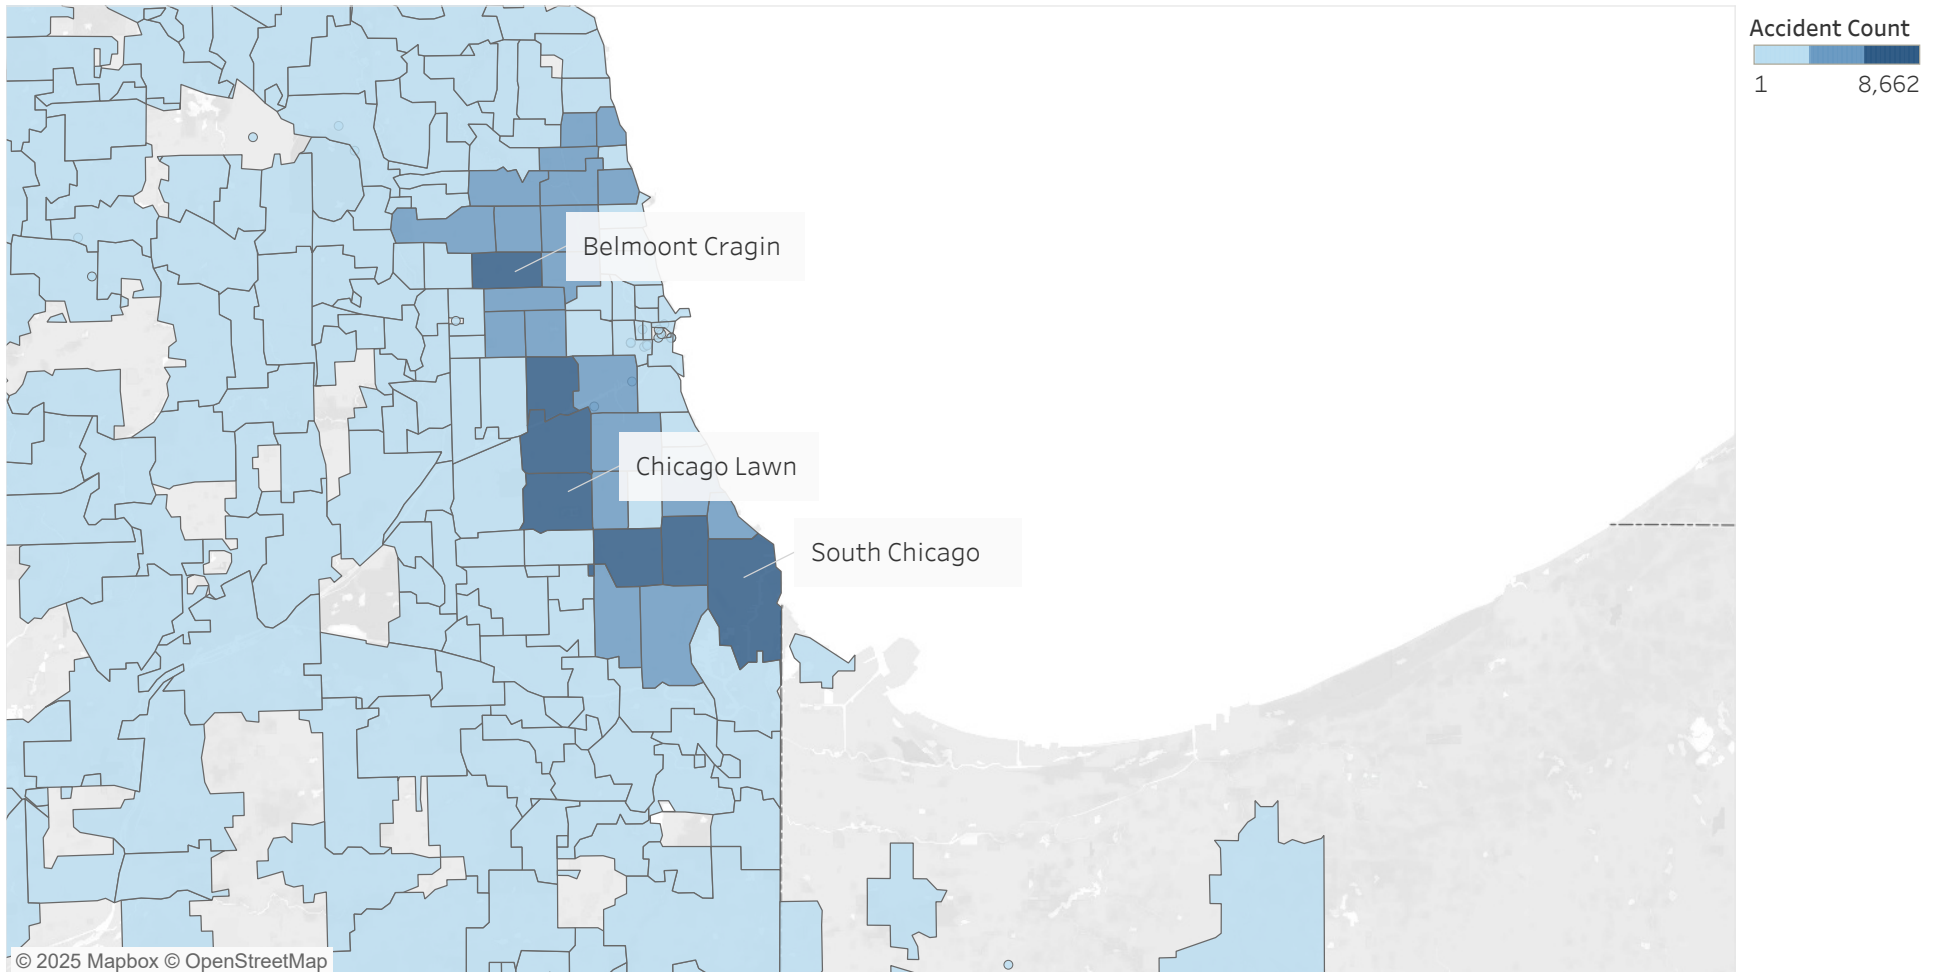 Accident Count
1 8,662
Belmoont Cragin
Chicago Lawn
South Chicago
© 2025 Mapbox © OpenStreetMap